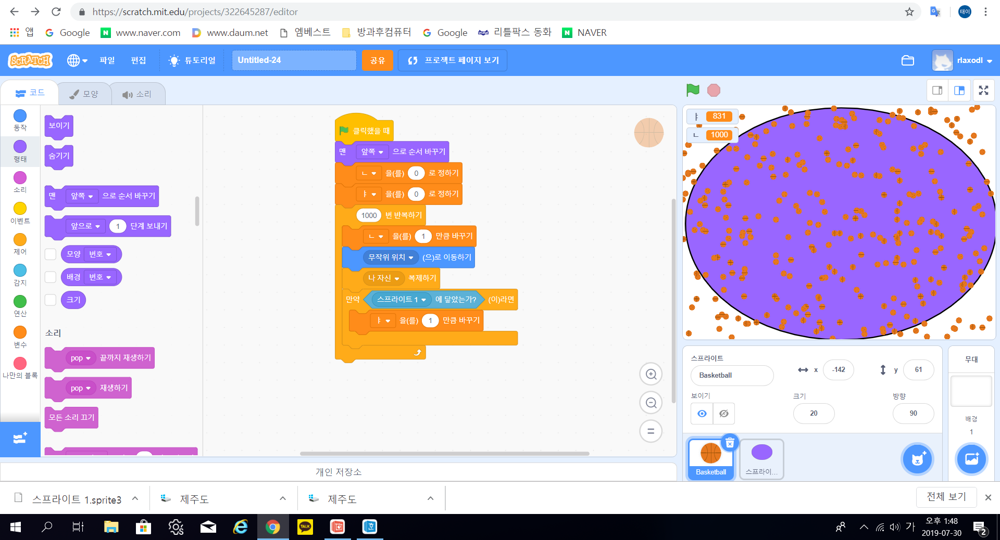 https://scratch.mit.edu/projects/322645287/editor
태이
앱 Google www.naver.com www.daum.net 엠베스트 방과후컴퓨터 Google 리틀팍스 동화 NAVER
SCRATCH 파일 편집 튜토리얼 Untitled-24 공유 프로젝트 페이지 보기 rlaxodl
코드 모양 소리
동작
형태
소리
이벤트
제어
감지
연산
변수
나만의 블록
보이기
숨기기
맨 앞쪽 으로 순서 바꾸기
앞으로 1 단계 보내기
모양 번호
배경 번호
크기
소리
pop 끝까지 재생하기
pop 재생하기
모든 소리 끄기
클릭했을 때
맨 앞쪽 으로 순서 바꾸기
ㄴ 을(를) 0 로 정하기
ㅑ 을(를) 0 로 정하기
1000 번 반복하기
ㄴ 을(를) 1 만큼 바꾸기
무작위 위치 (으)로 이동하기
나 자신 복제하기
만약 스프라이트 1 에 닿았는가? (이)라면
ㅑ 을(를) 1 만큼 바꾸기
ㅑ 831
ㄴ 1000
스프라이트
Basketball
x -142
y 61
보이기
크기 20
방향 90
Basketball
스프라이...
무대
배경
1
개인 저장소
스프라이트 1.sprite3
제주도
제주도
전체 보기
TALK
가
오후 1:48
2019-07-30
2